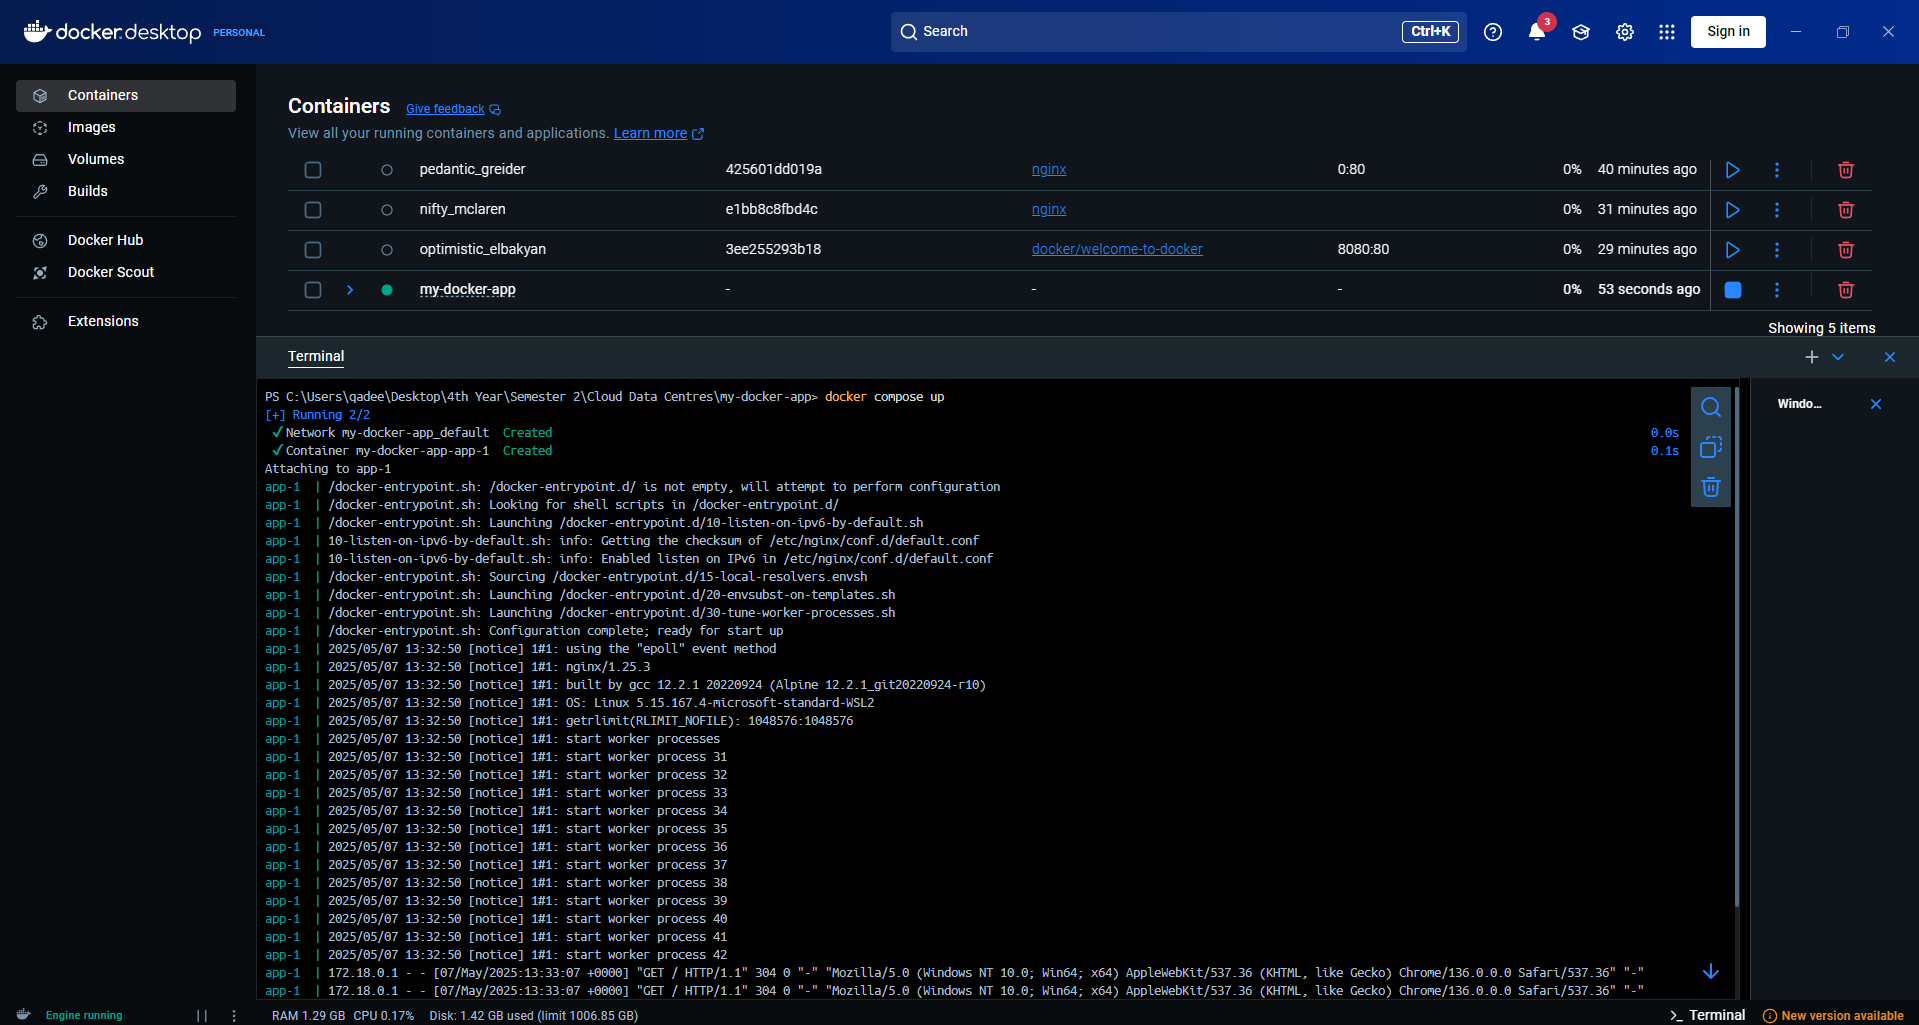 docker desktop PERSONAL
Search Ctrl+K
3
Sign in
Containers
Images
Volumes
Builds
Docker Hub
Docker Scout
Extensions
Containers Give feedback
View all your running containers and applications. Learn more
pedantic_greider 425601dd019a nginx 0:80 0% 40 minutes ago
nifty_mclaren e1bb8c8fbd4c nginx 0% 31 minutes ago
optimistic_elbakyan 3ee255293b18 docker/welcome-to-docker 8080:80 0% 29 minutes ago
my-docker-app - - - 0% 53 seconds ago
Showing 5 items
Terminal
Windo...
PS C:\Users\qadee\Desktop\4th Year\Semester 2\Cloud Data Centres\my-docker-app> docker compose up
[+] Running 2/2
✓Network my-docker-app_default Created 0.0s
✓Container my-docker-app-app-1 Created 0.1s
Attaching to app-1
app-1 | /docker-entrypoint.sh: /docker-entrypoint.d/ is not empty, will attempt to perform configuration
app-1 | /docker-entrypoint.sh: Looking for shell scripts in /docker-entrypoint.d/
app-1 | /docker-entrypoint.sh: Launching /docker-entrypoint.d/10-listen-on-ipv6-by-default.sh
app-1 | 10-listen-on-ipv6-by-default.sh: info: Getting the checksum of /etc/nginx/conf.d/default.conf
app-1 | 10-listen-on-ipv6-by-default.sh: info: Enabled listen on IPv6 in /etc/nginx/conf.d/default.conf
app-1 | /docker-entrypoint.sh: Sourcing /docker-entrypoint.d/15-local-resolvers.envsh
app-1 | /docker-entrypoint.sh: Launching /docker-entrypoint.d/20-envsubst-on-templates.sh
app-1 | /docker-entrypoint.sh: Launching /docker-entrypoint.d/30-tune-worker-processes.sh
app-1 | /docker-entrypoint.sh: Configuration complete; ready for start up
app-1 | 2025/05/07 13:32:50 [notice] 1#1: using the "epoll" event method
app-1 | 2025/05/07 13:32:50 [notice] 1#1: nginx/1.25.3
app-1 | 2025/05/07 13:32:50 [notice] 1#1: built by gcc 12.2.1 20220924 (Alpine 12.2.1_git20220924-r10)
app-1 | 2025/05/07 13:32:50 [notice] 1#1: OS: Linux 5.15.167.4-microsoft-standard-WSL2
app-1 | 2025/05/07 13:32:50 [notice] 1#1: getrlimit(RLIMIT_NOFILE): 1048576:1048576
app-1 | 2025/05/07 13:32:50 [notice] 1#1: start worker processes
app-1 | 2025/05/07 13:32:50 [notice] 1#1: start worker process 31
app-1 | 2025/05/07 13:32:50 [notice] 1#1: start worker process 32
app-1 | 2025/05/07 13:32:50 [notice] 1#1: start worker process 33
app-1 | 2025/05/07 13:32:50 [notice] 1#1: start worker process 34
app-1 | 2025/05/07 13:32:50 [notice] 1#1: start worker process 35
app-1 | 2025/05/07 13:32:50 [notice] 1#1: start worker process 36
app-1 | 2025/05/07 13:32:50 [notice] 1#1: start worker process 37
app-1 | 2025/05/07 13:32:50 [notice] 1#1: start worker process 38
app-1 | 2025/05/07 13:32:50 [notice] 1#1: start worker process 39
app-1 | 2025/05/07 13:32:50 [notice] 1#1: start worker process 40
app-1 | 2025/05/07 13:32:50 [notice] 1#1: start worker process 41
app-1 | 2025/05/07 13:32:50 [notice] 1#1: start worker process 42
app-1 | 172.18.0.1 - - [07/May/2025:13:33:07 +0000] "GET / HTTP/1.1" 304 0 "-" "Mozilla/5.0 (Windows NT 10.0; Win64; x64) AppleWebKit/537.36 (KHTML, like Gecko) Chrome/136.0.0.0 Safari/537.36" "-"
app-1 | 172.18.0.1 - - [07/May/2025:13:33:07 +0000] "GET / HTTP/1.1" 304 0 "-" "Mozilla/5.0 (Windows NT 10.0; Win64; x64) AppleWebKit/537.36 (KHTML, like Gecko) Chrome/136.0.0.0 Safari/537.36" "-"
Engine running RAM 1.29 GB CPU 0.17% Disk: 1.42 GB used (limit 1006.85 GB) >_ Terminal New version available